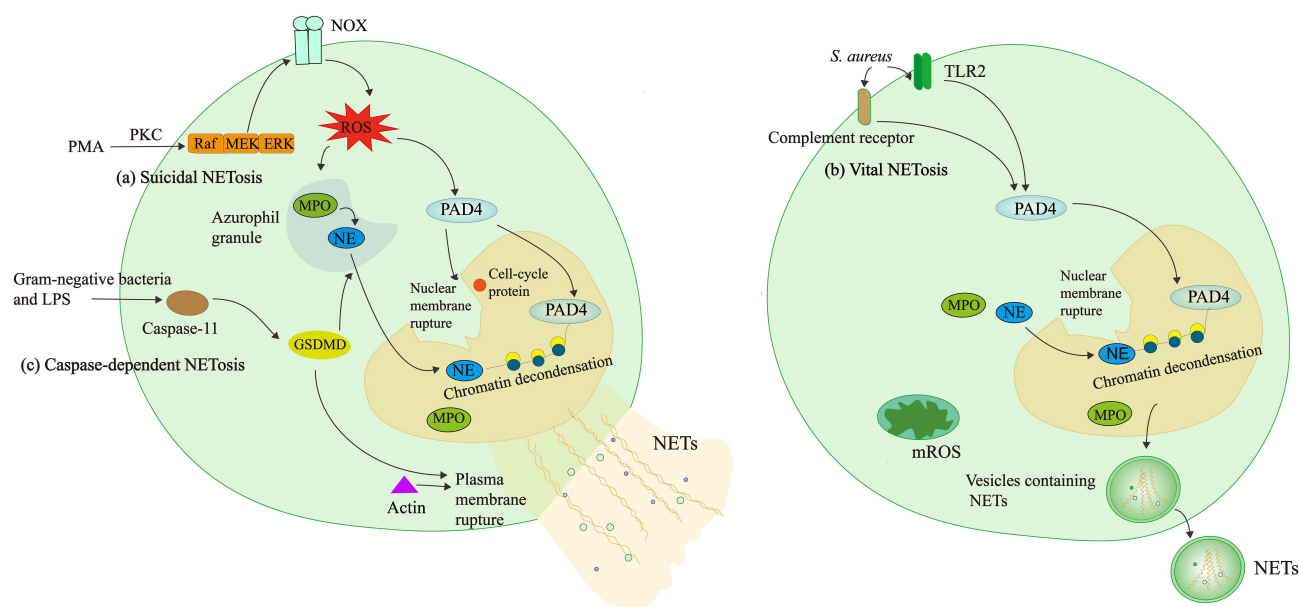 NOX
PKC
PMA
Raf MEK ERK
ROS
(a) Suicidal NETosis
MPO
Azurophil
granule
NE
PAD4
Gram-negative bacteria
and LPS
Caspase-11
Nuclear
membrane
rupture
Cell-cycle
protein
PAD4
GSDMD
(c) Caspase-dependent NETosis
NE
Chromatin decondensation
MPO
NETs
Actin
Plasma
membrane
rupture
S. aureus
TLR2
Complement receptor
(b) Vital NETosis
PAD4
Nuclear
membrane
rupture
PAD4
MPO
NE
NE
Chromatin decondensation
MPO
mROS
Vesicles containing
NETs
NETs